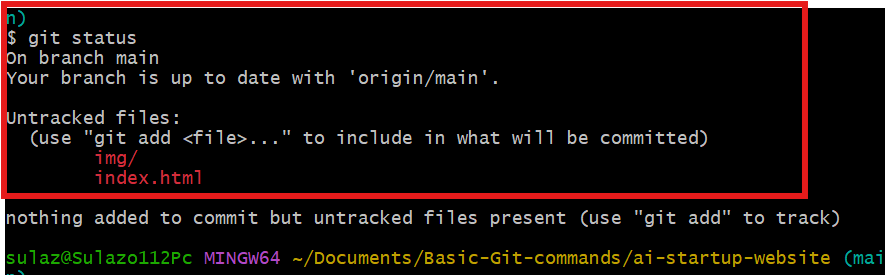 n)
$ git status
On branch main
Your branch is up to date with 'origin/main'.
Untracked files:
(use "git add <file>..." to include in what will be committed)
img/
index.html
nothing added to commit but untracked files present (use "git add" to track)
sulaz@Sulazo112Pc MINGW64 ~/Documents/Basic-Git-commands/ai-startup-website (mai
n)